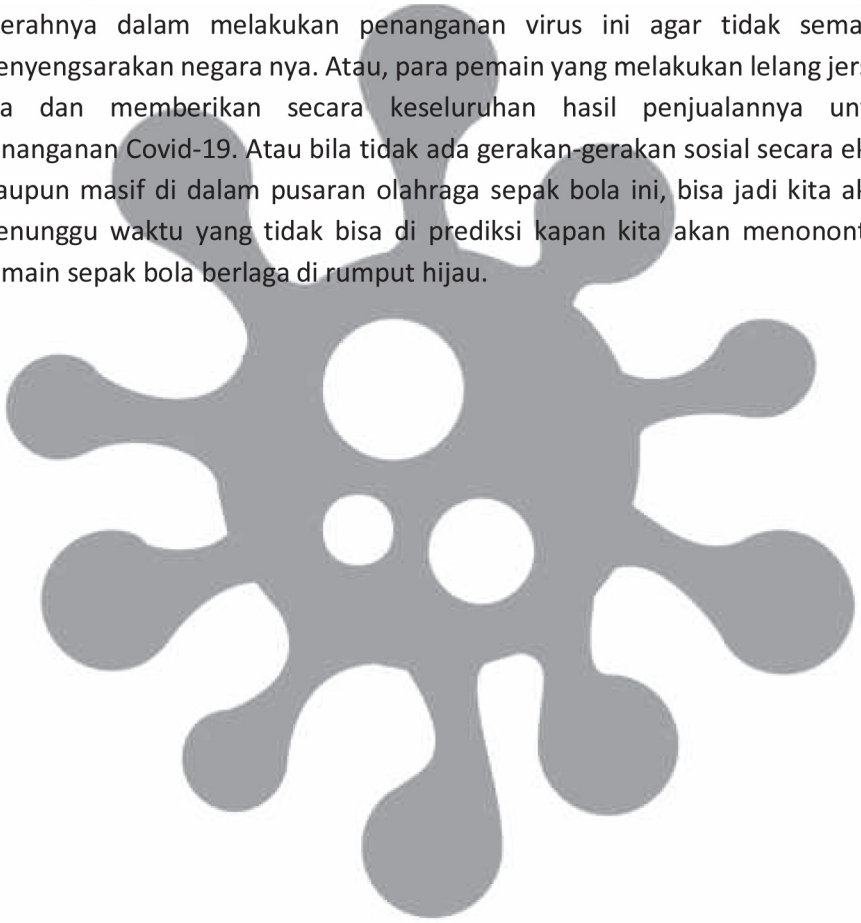 erahnya dalam melakukan penanganan virus ini agar tidak sema
enyengsarakan negara nya. Atau, para pemain yang melakukan lelang jers
a dan memberikan secara keseluruhan hasil penjualannya un
nanganan Covid-19. Atau bila tidak ada gerakan-gerakan sosial secara ek
aupun masif di dalam pusaran olahraga sepak bola ini, bisa jadi kita ak
enunggu waktu yang tidak bisa di prediksi kapan kita akan menonont
main sepak bola berlaga di rumput hijau.